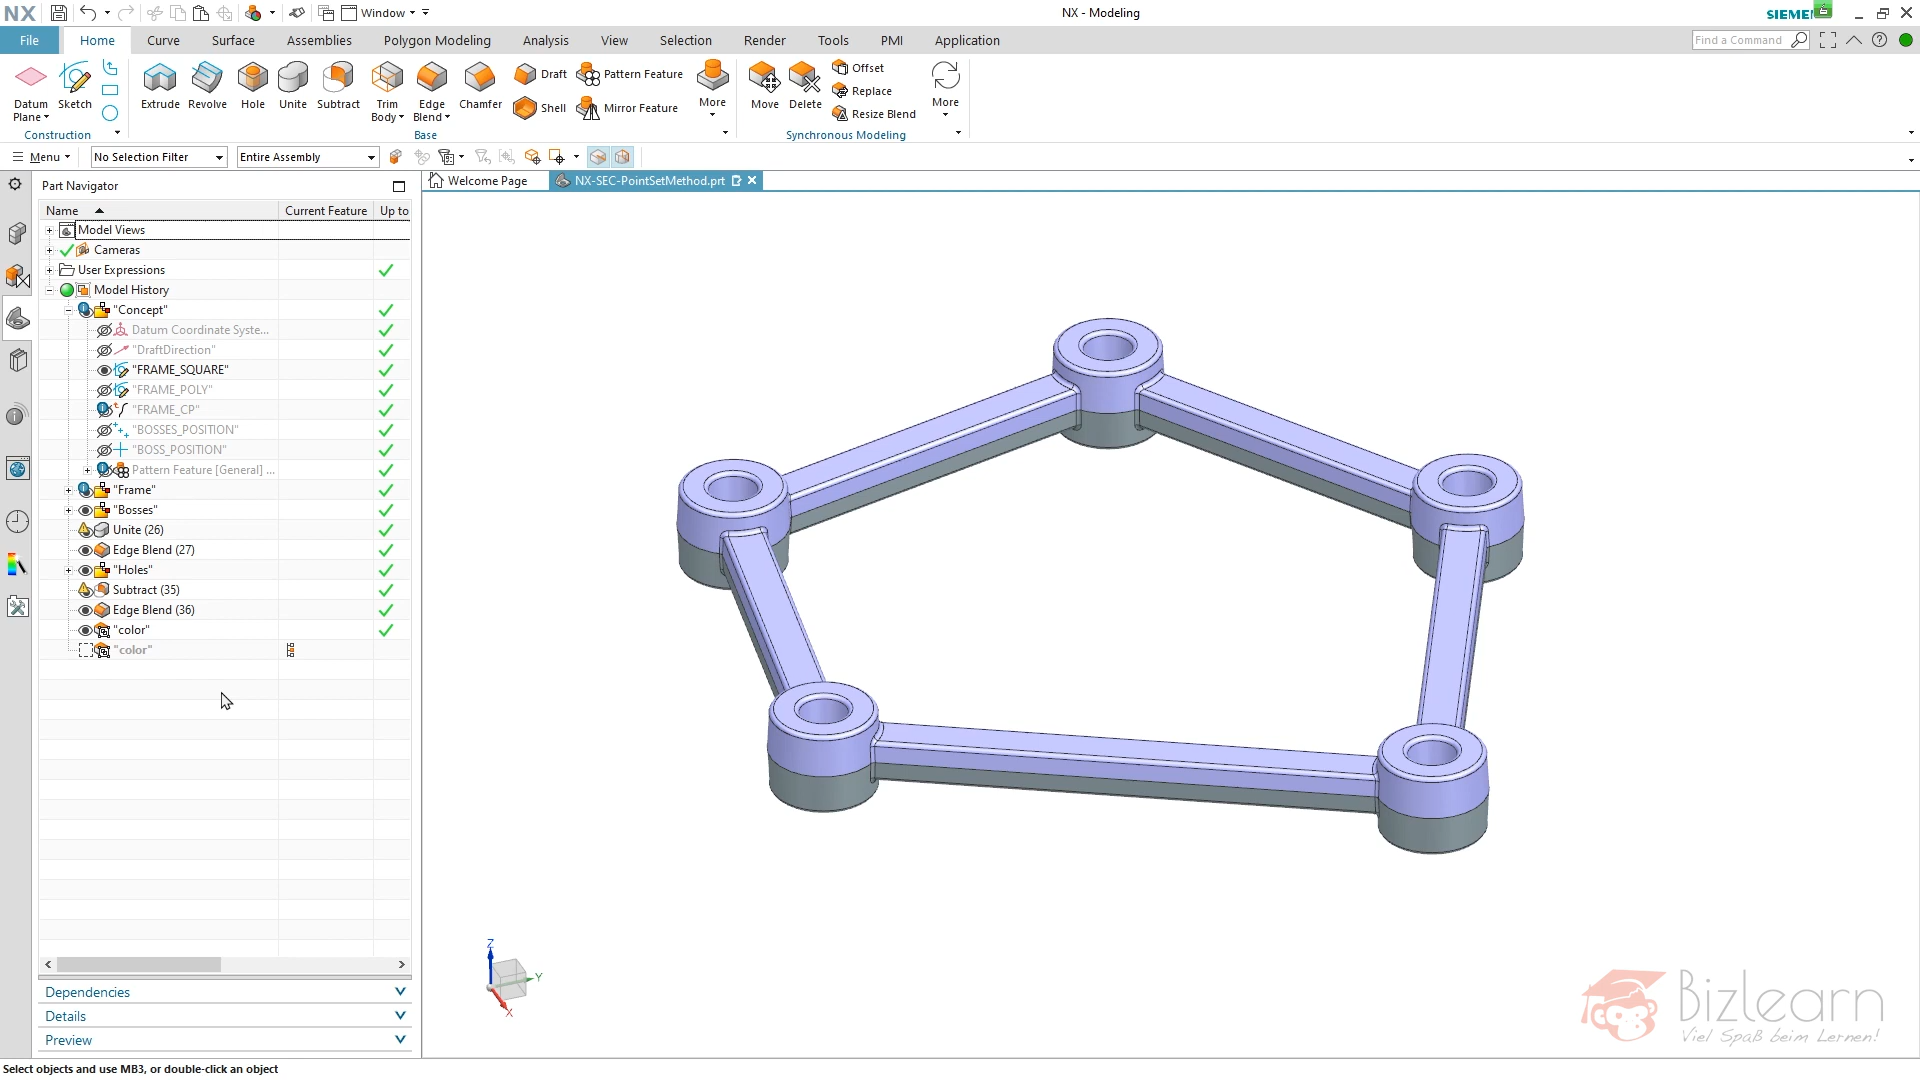 NX
Window
NX - Modeling
SIEME
File
Home
Curve
Surface
Assemblies
Polygon Modeling
Analysis
View
Selection
Render
Tools
PMI
Application
Find a Command
Datum Plane
Sketch
Extrude
Revolve
Hole
Unite
Subtract
Trim Body
Edge Blend
Chamfer
Draft
Shell
Pattern Feature
Mirror Feature
More
Move
Delete
Offset
Replace
Resize Blend
More
Construction
Base
Synchronous Modeling
Menu
No Selection Filter
Entire Assembly
Part Navigator
Welcome Page
NX-SEC-PointSetMethod.prt
Name
Current Feature
Up to
Model Views
Cameras
User Expressions
Model History
"Concept"
Datum Coordinate Syste...
"DraftDirection"
"FRAME_SQUARE"
"FRAME_POLY"
"FRAME_CP"
"BOSSES_POSITION"
"BOSS_POSITION"
Pattern Feature [General] ...
"Frame"
"Bosses"
Unite (26)
Edge Blend (27)
"Holes"
Subtract (35)
Edge Blend (36)
"color"
"color"
Z
Y
X
Dependencies
Details
Preview
Bizlearn
Viel Spaß beim Lernen!
Select objects and use MB3, or double-click an object